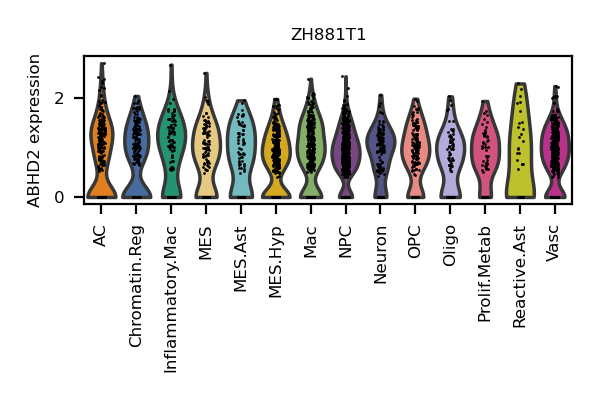 ZH881T1
ABHD2 expression
2
0
AC
Chromatin.Reg
Inflammatory.Mac
MES
MES.Ast
MES.Hyp
Mac
NPC
Neuron
OPC
Oligo
Prolif.Metab
Reactive.Ast
Vasc